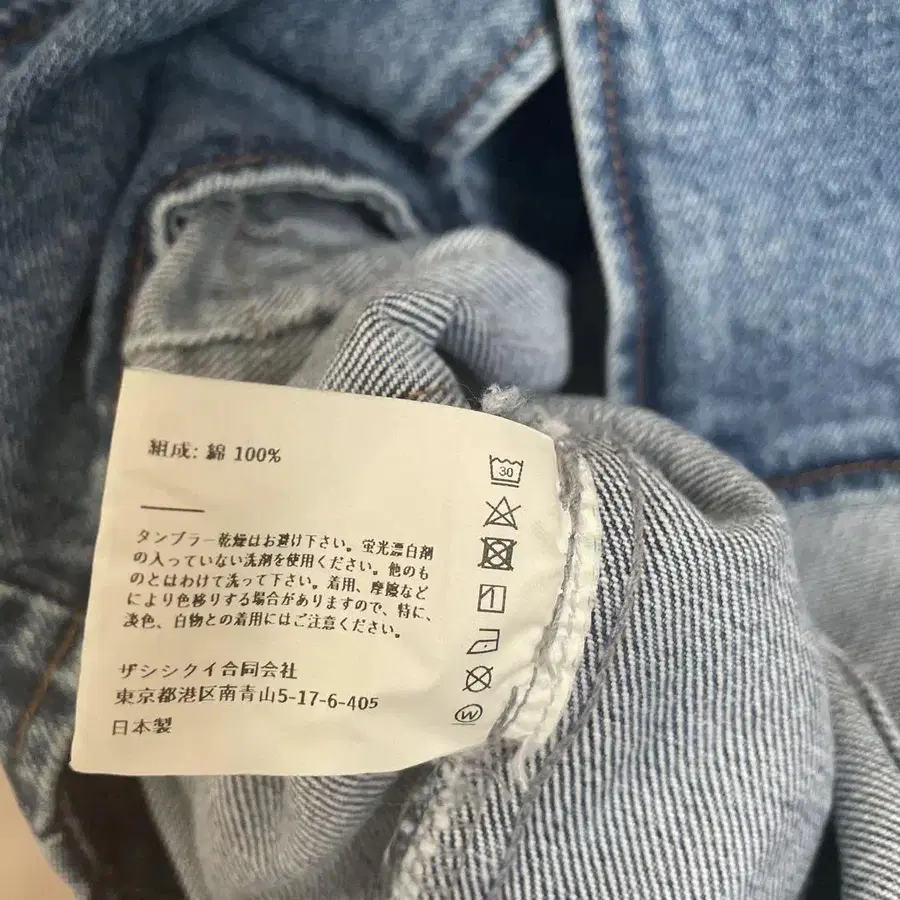 組成: 綿 100%
タンブラー乾燥はお避け下さい。蛍光漂白剤
の入っていない洗剤を使用ください。他のも
のとはわけて洗って下さい。着用、摩擦など
により色移りする場合がありますので、特に、
淡色、白物との着用にはご注意ください。
ザシシクイ合同会社
東京都港区南青山5-17-6-405
日本製
30
W